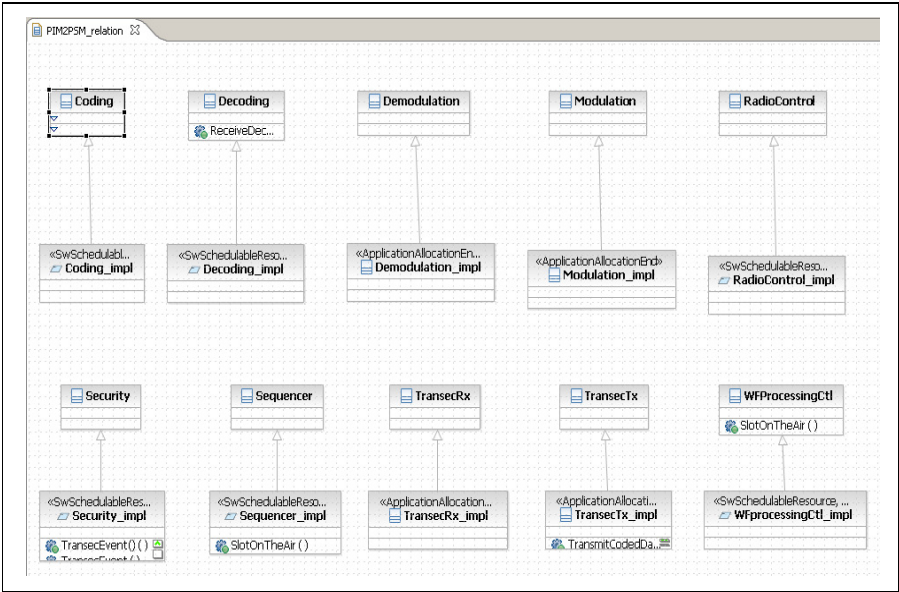 PIM2PSM_relation
Coding
Decoding
ReceiveDec...
Demodulation
Modulation
RadioControl
«SwSchedulabl...
Coding_impl
«SwSchedulableReso...
Decoding_impl
«ApplicationAllocationEn...
Demodulation_impl
«ApplicationAllocationEnd»
Modulation_impl
«SwSchedulableReso...
RadioControl_impl
Security
Sequencer
TransecRx
TransecTx
WFProcessingCtl
SlotOnTheAir ( )
«SwSchedulableRes...
Security_impl
TransecEvent() ( )
TransecEvent ( )
«SwSchedulableReso...
Sequencer_impl
SlotOnTheAir ( )
«ApplicationAllocation...
TransecRx_impl
«ApplicationAllocati...
TransecTx_impl
TransmitCodedDa...
«SwSchedulableResource, ...
WFprocessingCtl_impl